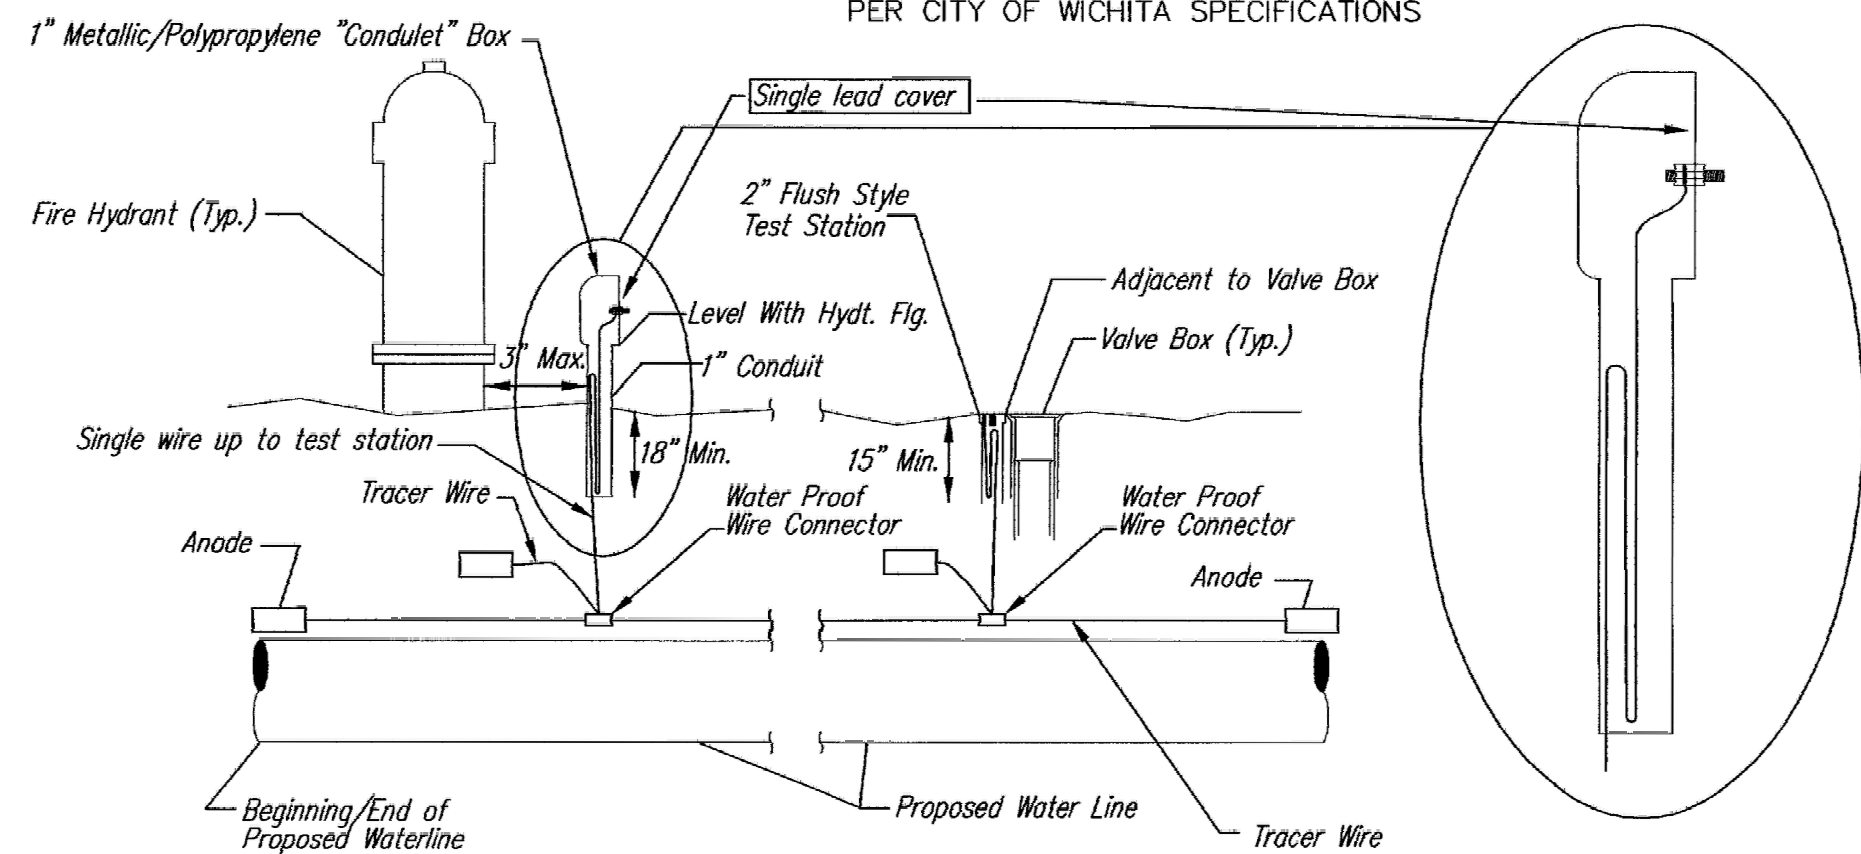 PER CITY OF WICHITA SPECIFICATIONS
1" Metallic/Polypropylene "Condulet" Box
Single lead cover
2" Flush Style
Test Station
Fire Hydrant (Typ.)
Adjacent to Valve Box
Level With Hydt. Flg.
Valve Box (Typ.)
3" Max.
1" Conduit
Single wire up to test station
18" Min.
15" Min.
Tracer Wire
Water Proof
Wire Connector
Water Proof
Wire Connector
Anode
Anode
Beginning/End of
Proposed Waterline
Proposed Water Line
Tracer Wire